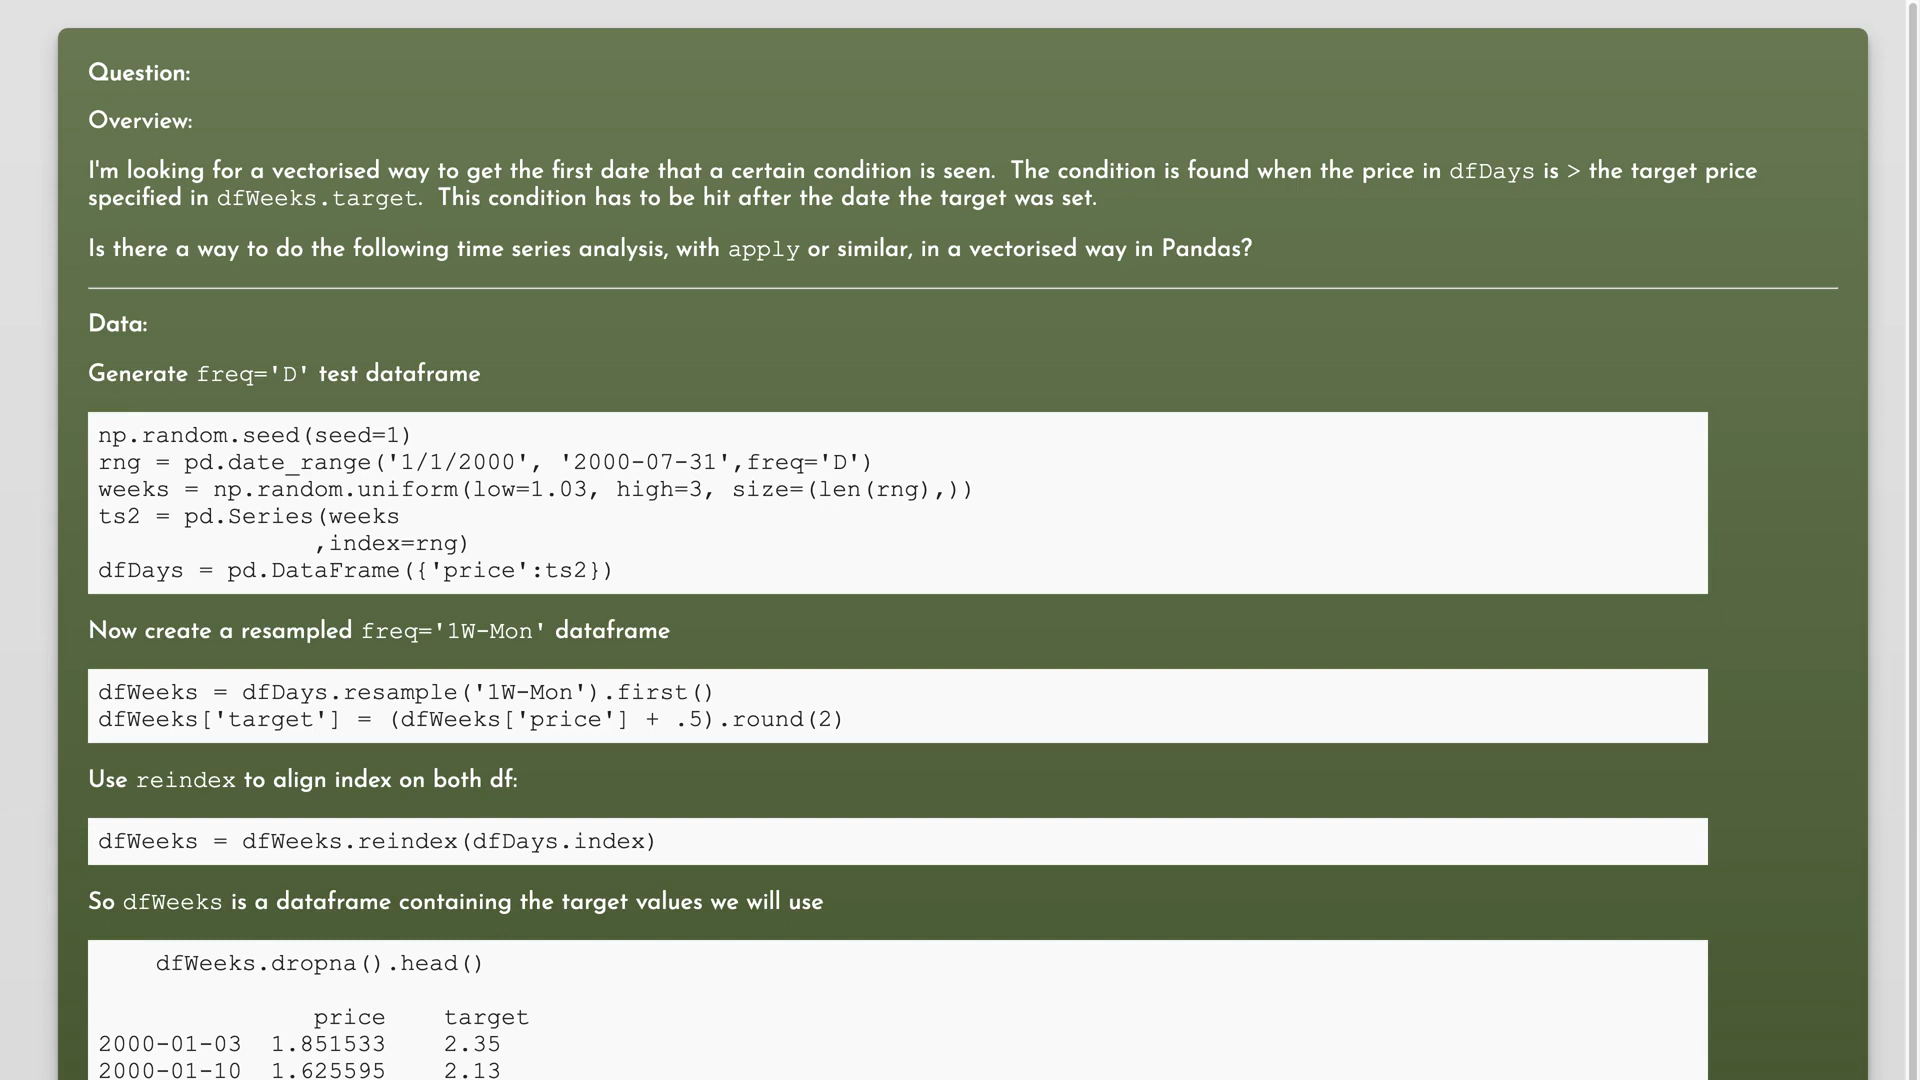 Question:
Overview:
I'm looking for a vectorised way to get the first date that a certain condition is seen.  The condition is found when the price in dfDays is > the target price
specified in dfWeeks.target.  This condition has to be hit after the date the target was set.
Is there a way to do the following time series analysis, with apply or similar, in a vectorised way in Pandas?
Data:
Generate freq='D' test dataframe
np.random.seed(seed=1)
rng = pd.date_range('1/1/2000', '2000-07-31',freq='D')
weeks = np.random.uniform(low=1.03, high=3, size=(len(rng),))
ts2 = pd.Series(weeks
               ,index=rng)
dfDays = pd.DataFrame({'price':ts2})
Now create a resampled freq='1W-Mon' dataframe
dfWeeks = dfDays.resample('1W-Mon').first()
dfWeeks['target'] = (dfWeeks['price'] + .5).round(2)
Use reindex to align index on both df:
dfWeeks = dfWeeks.reindex(dfDays.index)
So dfWeeks is a dataframe containing the target values we will use
    dfWeeks.dropna().head()
               price    target
2000-01-03  1.851533    2.35
2000-01-10  1.625595    2.13